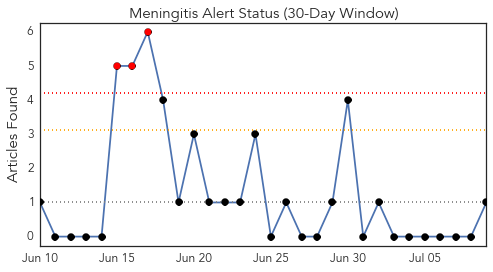 Meningitis Alert Status (30-Day Window)
Articles Found
6
5
4
3
2
1
0
Jun 10
Jun 15
Jun 20
Jun 25
Jun 30
Jul 05